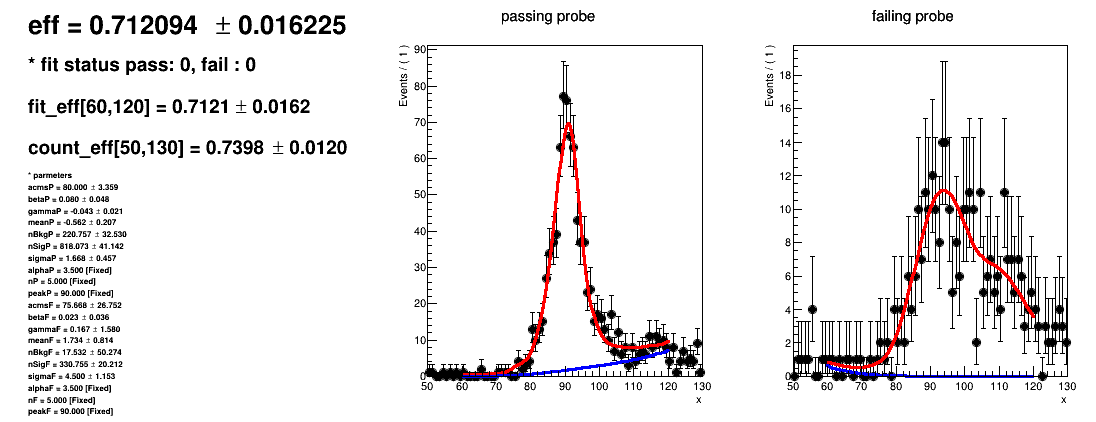 eff = 0.712094 ± 0.016225
* fit status pass: 0, fail : 0
fit_eff[60,120] = 0.7121 ± 0.0162
count_eff[50,130] = 0.7398 ± 0.0120
* parmeters
acmsP = 80.000 ± 3.359
betaP = 0.080 ± 0.048
gammaP = -0.043 ± 0.021
meanP = -0.562 ± 0.207
nBkgP = 220.757 ± 32.530
nSigP = 818.073 ± 41.142
sigmaP = 1.668 ± 0.457
alphaP = 3.500 [Fixed]
nP = 5.000 [Fixed]
peakP = 90.000 [Fixed]
acmsF = 75.668 ± 26.752
betaF = 0.023 ± 0.036
gammaF = 0.167 ± 1.580
meanF = 1.734 ± 0.814
nBkgF = 17.532 ± 50.274
nSigF = 330.755 ± 20.212
sigmaF = 4.500 ± 1.153
alphaF = 3.500 [Fixed]
nF = 5.000 [Fixed]
peakF = 90.000 [Fixed]
passing probe
Events / ( 1 )
90
80
70
60
50
40
30
20
10
0
50 60 70 80 90 100 110 120 130
x
failing probe
Events / ( 1 )
18
16
14
12
10
8
6
4
2
0
50 60 70 80 90 100 110 120 130
x